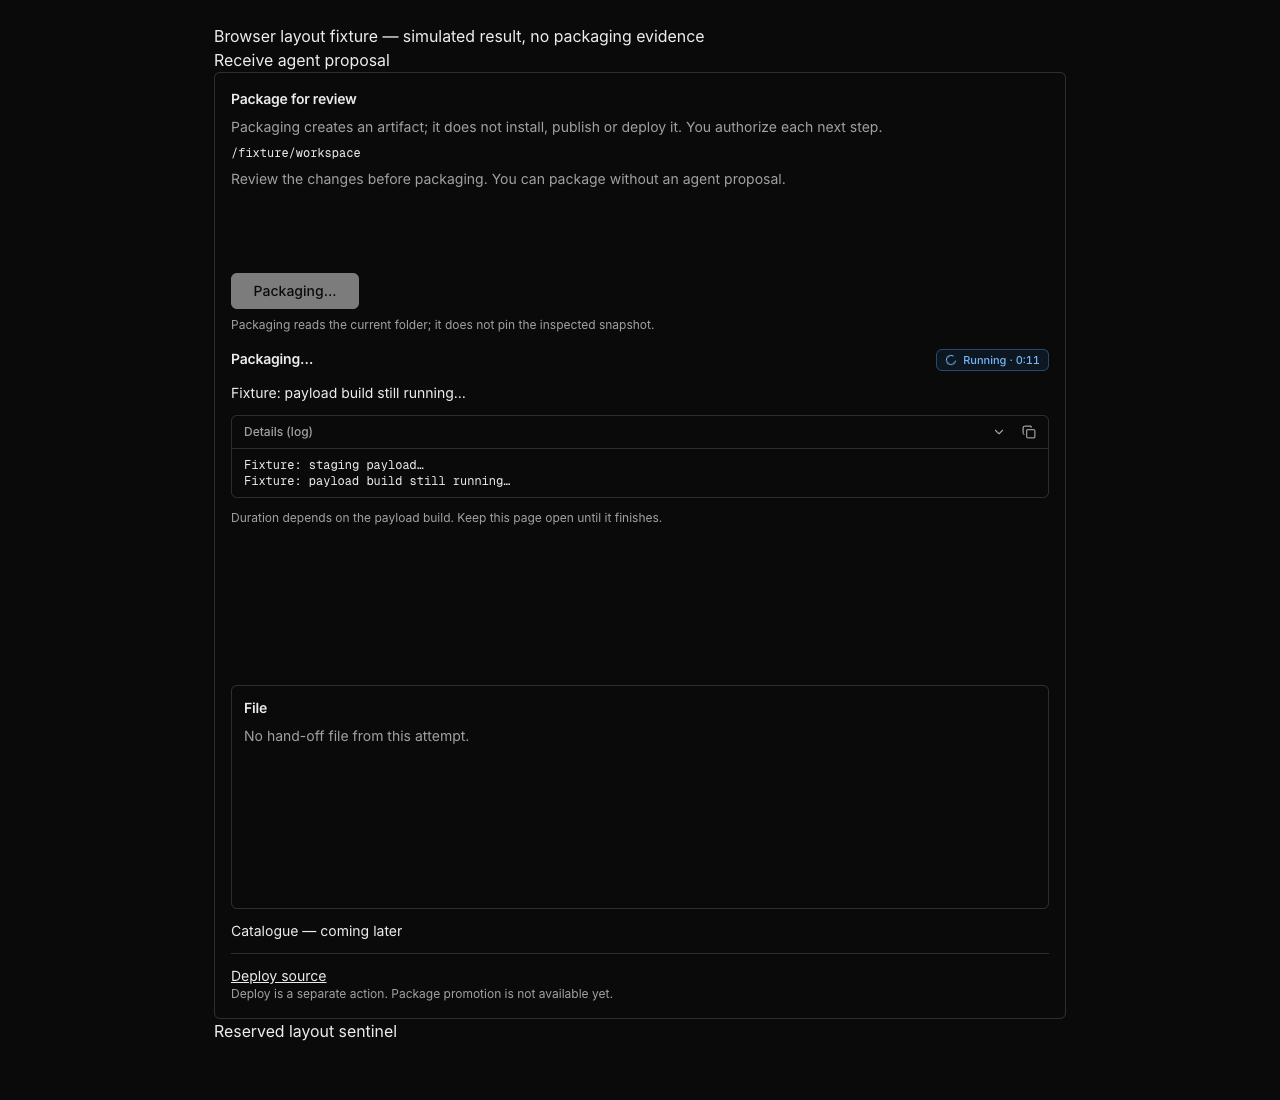 Browser layout fixture — simulated result, no packaging evidence
Receive agent proposal
Package for review
Packaging creates an artifact; it does not install, publish or deploy it. You authorize each next step.
/fixture/workspace
Review the changes before packaging. You can package without an agent proposal.
Packaging…
Packaging reads the current folder; it does not pin the inspected snapshot.
Packaging…
Running · 0:11
Fixture: payload build still running…
Details (log)
Fixture: staging payload…
Fixture: payload build still running…
Duration depends on the payload build. Keep this page open until it finishes.
File
No hand-off file from this attempt.
Catalogue — coming later
Deploy source
Deploy is a separate action. Package promotion is not available yet.
Reserved layout sentinel